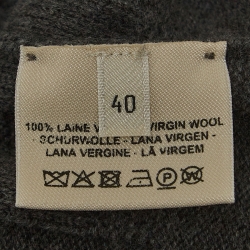 40
100% LAINE V VIRGIN WOOL
- SCHURWOLLE - LANA VIRGEN -
LANA VERGINE - LÃ VIRGEM
P